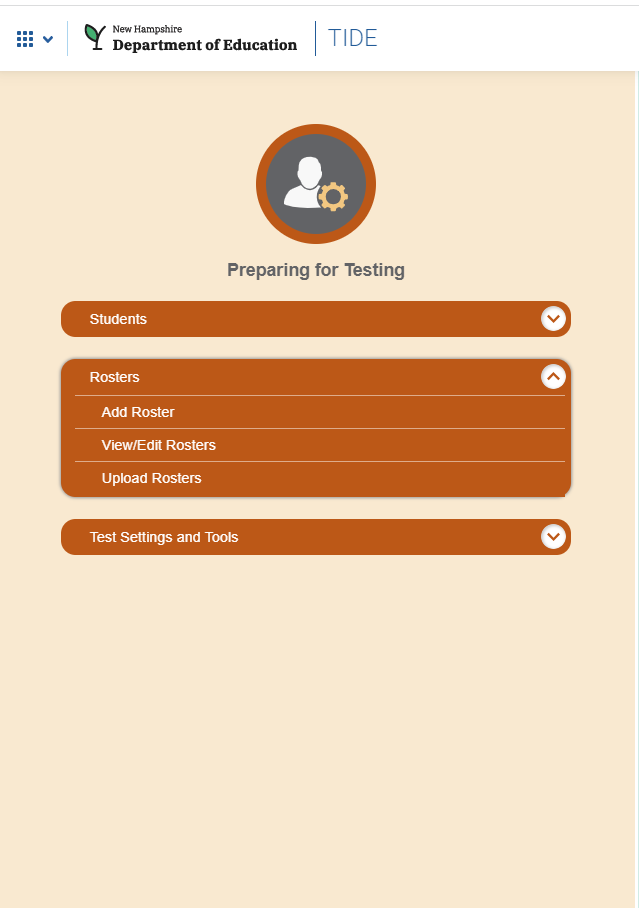 New Hampshire
Department of Education
TIDE
Preparing for Testing
Students
Rosters
Add Roster
View/Edit Rosters
Upload Rosters
Test Settings and Tools